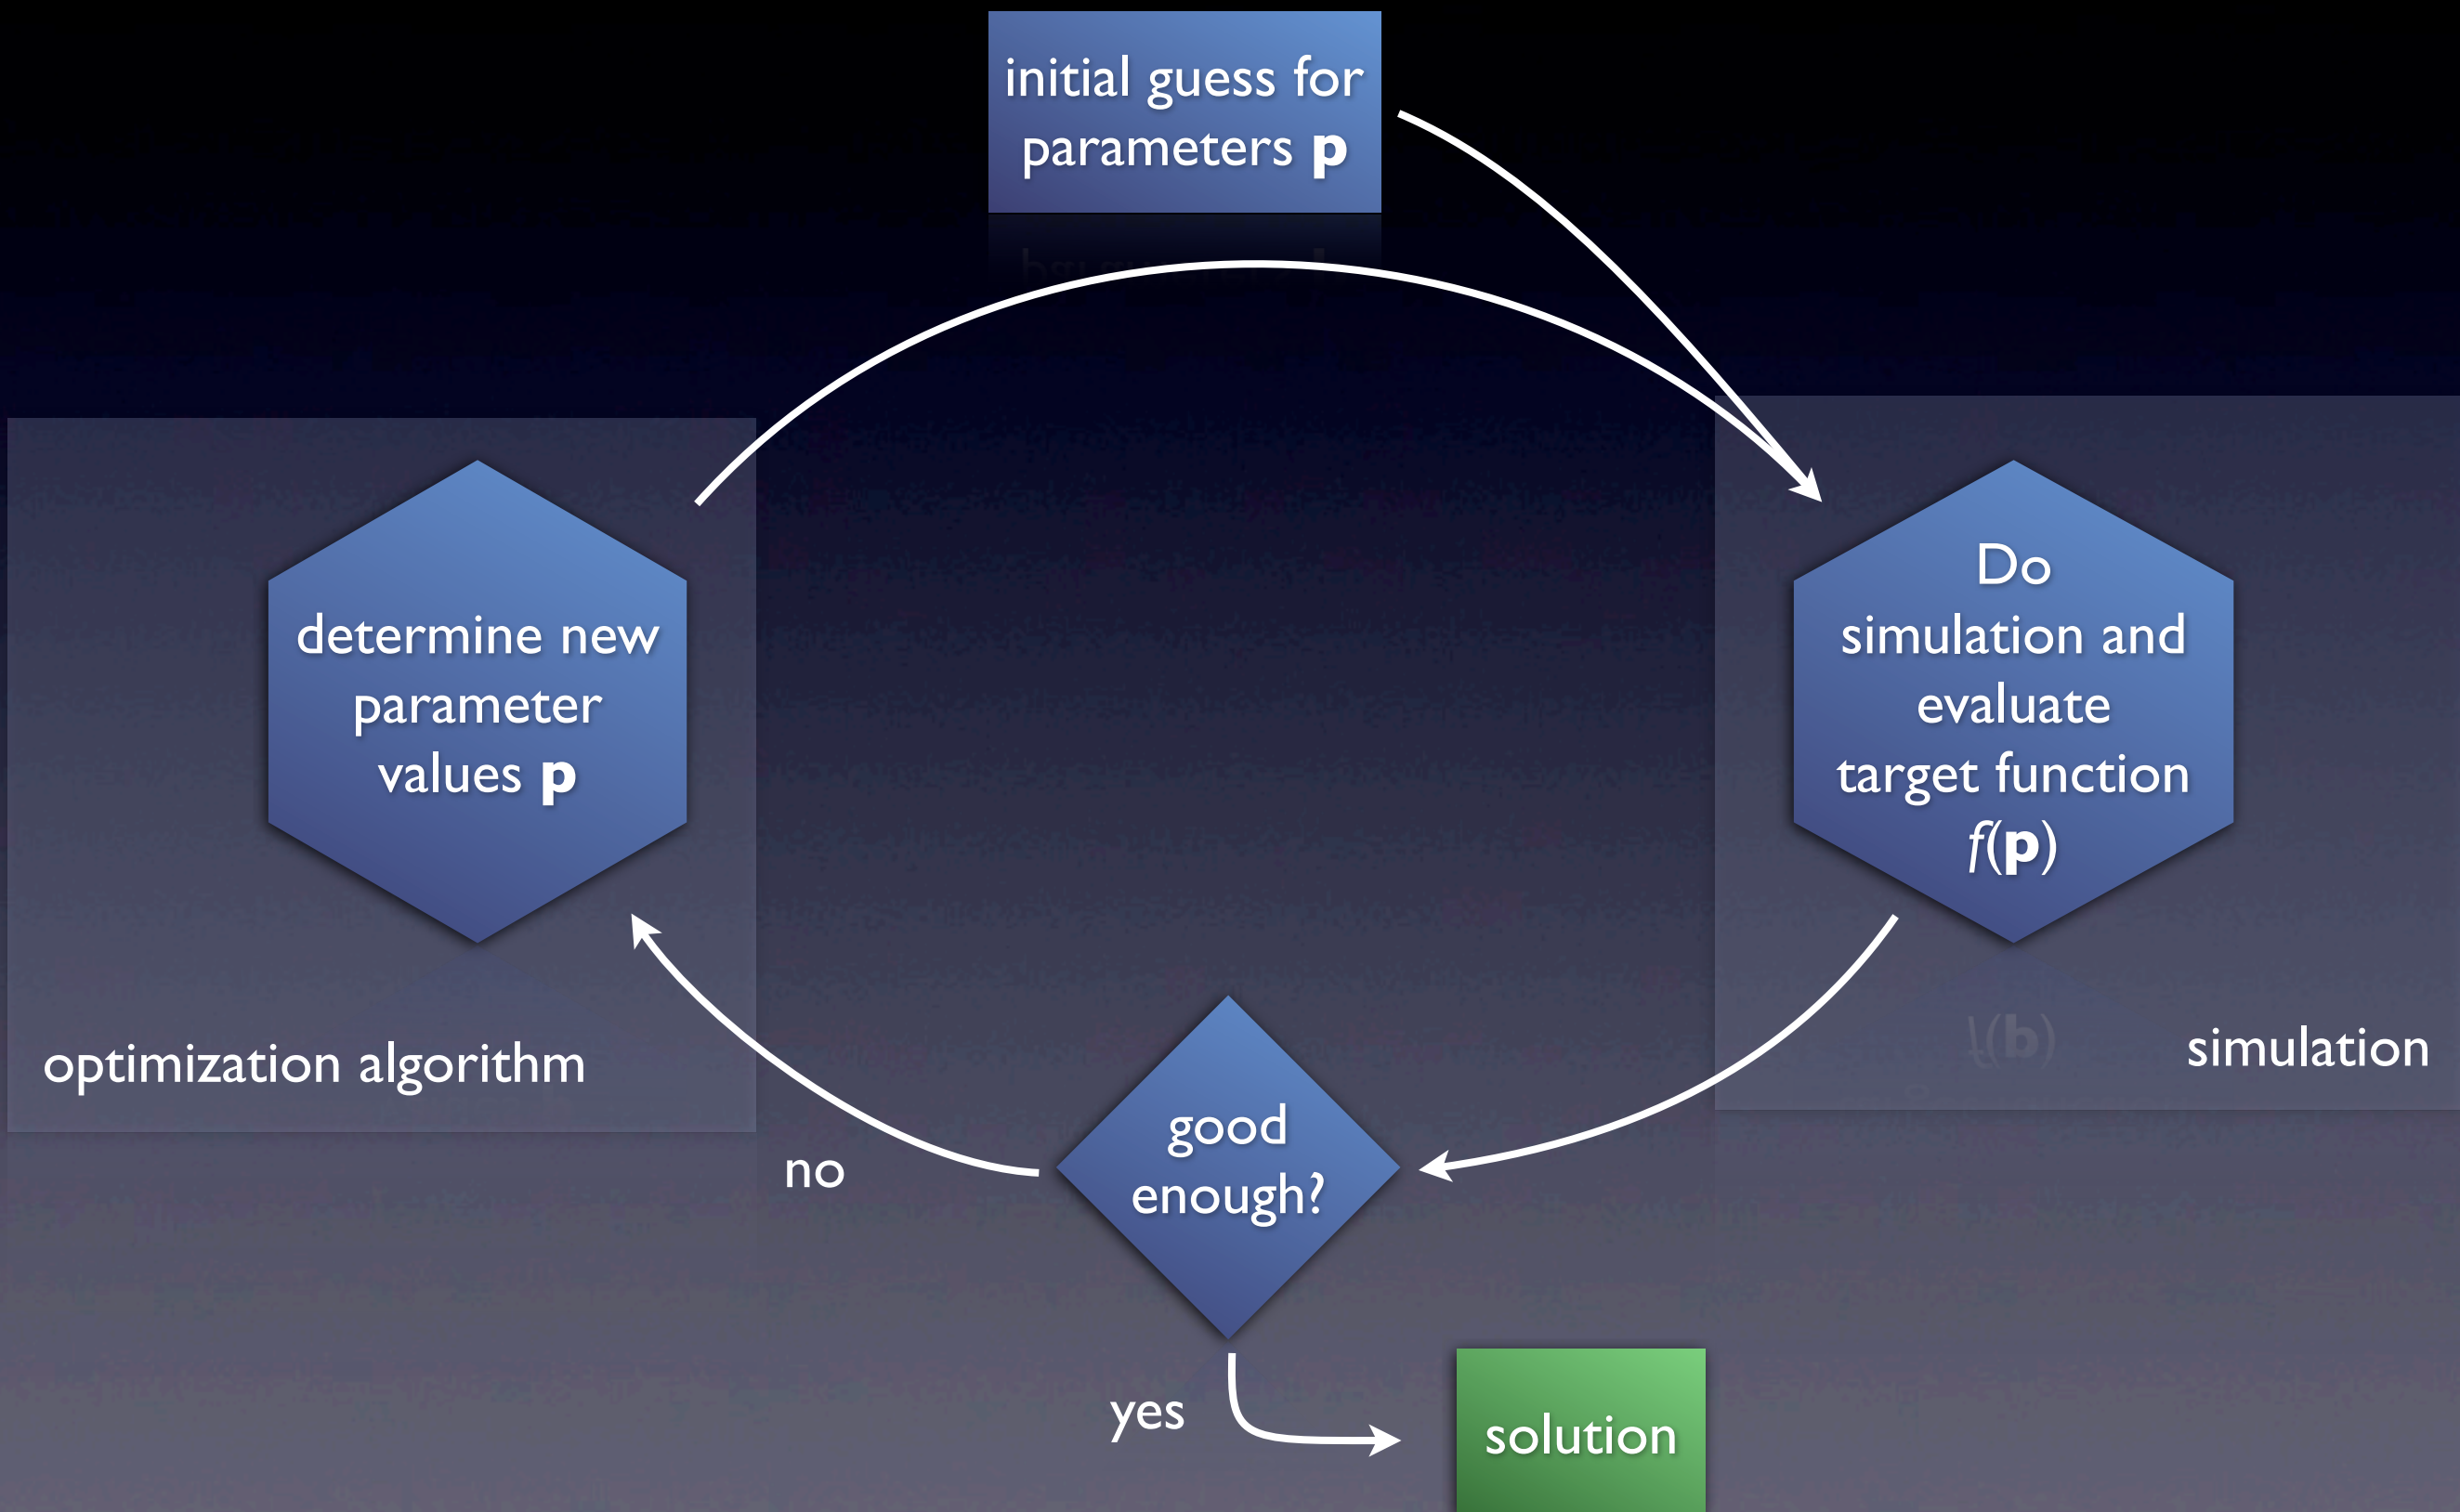 initial guess for
parameters p
determine new
parameter
values p
optimization algorithm
Do
simulation and
evaluate
target function
f(p)
simulation
good
enough?
no
yes
solution